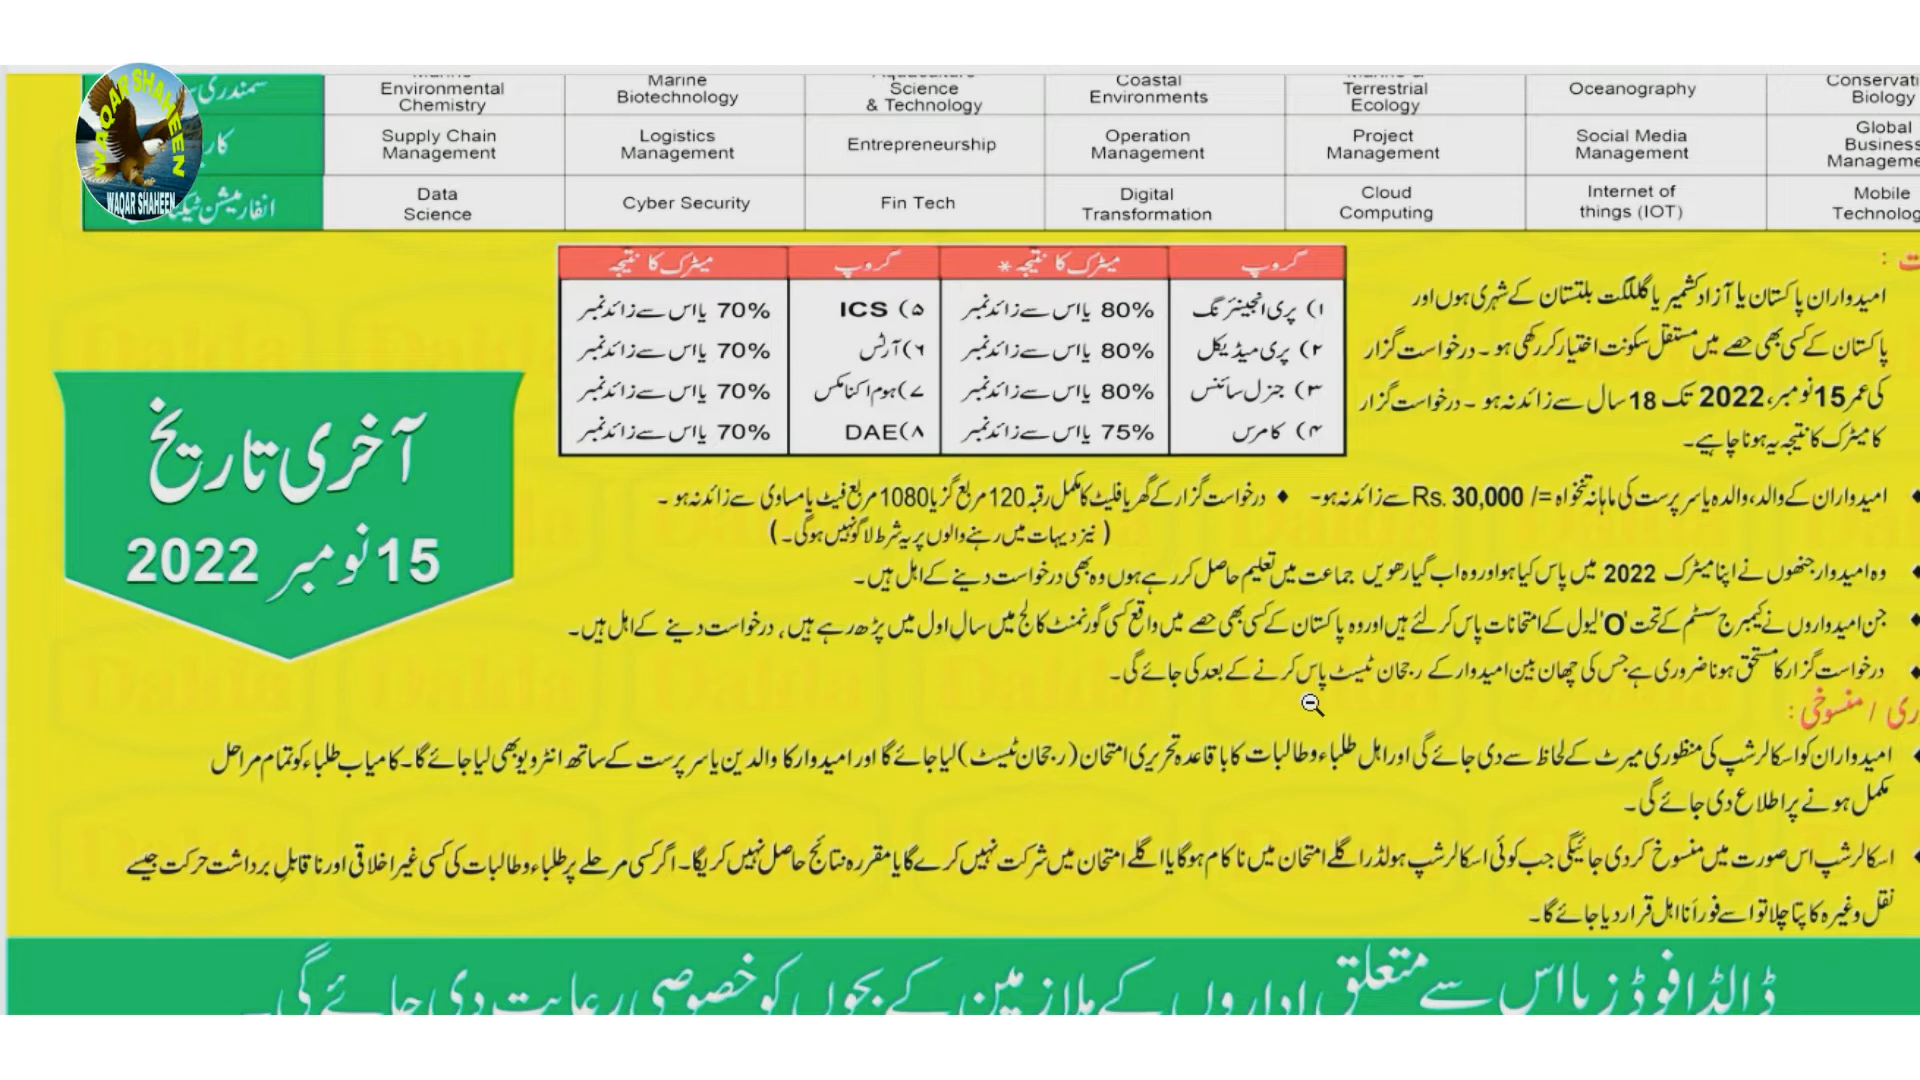 WAQAR SHAHEEN
WAQAR SHAHEEN
سمندری
Environmental Chemistry
Marine Biotechnology
Science & Technology
Coastal Environments
Terrestrial Ecology
Oceanography
Biology
Supply Chain Management
Logistics Management
Entrepreneurship
Operation Management
Project Management
Social Media Management
Global Business
انفارمیشن
Data Science
Cyber Security
Fin Tech
Digital Transformation
Cloud Computing
Internet of things (IOT)
Mobile
گروپ میٹرک کا نتیجہ * گروپ میٹرک کا نتیجہ
۱) پری انجینئرنگ 80% یا اس سے زائد نمبر ۵) ICS 70% یا اس سے زائد نمبر
۲) پری میڈیکل 80% یا اس سے زائد نمبر ۶) آرٹس 70% یا اس سے زائد نمبر
۳) جنرل سائنس 80% یا اس سے زائد نمبر ۷) ہوم اکنامکس 70% یا اس سے زائد نمبر
۴) کامرس 75% یا اس سے زائد نمبر ۸) DAE 70% یا اس سے زائد نمبر
امیدواران پاکستان یا آزاد کشمیر یا گللگت بلتستان کے شہری ہوں اور
پاکستان کے کسی بھی حصے میں مستقل سکونت اختیار کر رکھی ہو ۔ درخواست گزار
کی عمر 15 نومبر، 2022 تک 18 سال سے زائد نہ ہو ۔ درخواست گزار
کا میٹرک کا نتیجہ یہ ہونا چاہیے۔
آخری تاریخ
15 نومبر 2022
امیدواران کے والد، والدہ یا سرپرست کی ماہانہ تنخواہ =/Rs. 30,000 سے زائد نہ ہو۔ ♦ درخواست گزار کے گھر یا فلیٹ کا مکمل رقبہ 120 مربع گز یا 1080 مربع فیٹ یا مساوی سے زائد نہ ہو ۔
( نیز دیہات میں رہنے والوں پر یہ شرط لاگو نہیں ہوگی۔ )
وہ امیدوار جنھوں نے اپنا میٹرک 2022 میں پاس کیا ہو اور وہ اب گیارھویں جماعت میں تعلیم حاصل کر رہے ہوں وہ بھی درخواست دینے کے اہل ہیں۔
جن امیدواروں نے کیمبرج سسٹم کے تحت 'O' لیول کے امتحانات پاس کر لئے ہیں اور وہ پاکستان کے کسی بھی حصے میں واقع کسی گورنمنٹ کالج میں سالِ اول میں پڑھ رہے ہیں، درخواست دینے کے اہل ہیں۔
درخواست گزار کا مستحق ہونا ضروری ہے جس کی چھان بین امیدوار کے رجحان ٹیسٹ پاس کرنے کے بعد کی جائے گی۔
/ منسوخی :
امیدواران کو اسکالرشپ کی منظوری میرٹ کے لحاظ سے دی جائے گی اور اہل طلباء و طالبات کا باقاعدہ تحریری امتحان (رجحان ٹیسٹ) لیا جائے گا اور امیدوار کا والدین یا سرپرست کے ساتھ انٹرویو بھی لیا جائے گا۔ کامیاب طلباء کو تمام مراحل
مکمل ہونے پر اطلاع دی جائے گی۔
اسکالرشپ اس صورت میں منسوخ کر دی جائیگی جب کوئی اسکالرشپ ہولڈر اگلے امتحان میں ناکام ہوگا یا اگلے امتحان میں شرکت نہیں کرے گا یا مقررہ نتائج حاصل نہیں کریگا۔ اگر کسی مرحلے پر طلباء و طالبات کی کسی غیر اخلاقی اور ناقابلِ برداشت حرکت جیسے
نقل وغیرہ کا پتا چلا تو اسے فوراً نااہل قرار دیا جائے گا۔
ڈالڈا فوڈز یا اس سے متعلق اداروں کے ملازمین کے بچوں کو خصوصی رعایت دی جائے گی۔